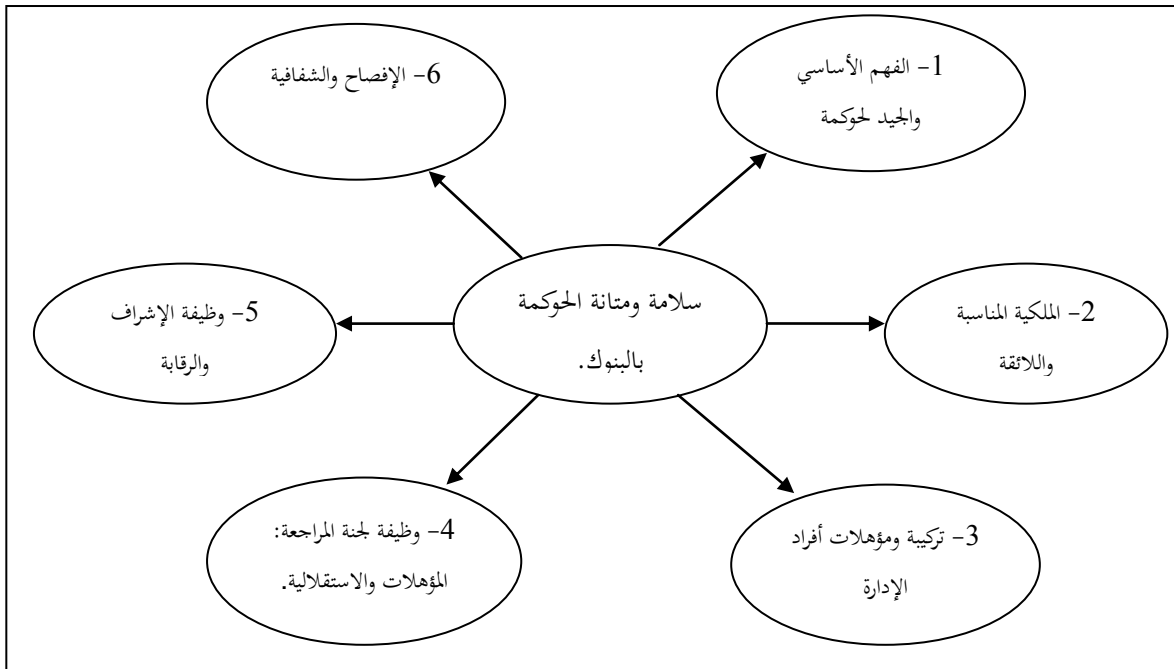 1- الفهم الأساسي
والجيد لحوكمة
2- الملكية المناسبة
واللائقة
3- تركيبة ومؤهلات أفراد
الإدارة
4- وظيفة لجنة المراجعة:
المؤهلات والاستقلالية.
5- وظيفة الإشراف
والرقابة
6- الإفصاح والشفافية
سلامة ومتانة الحوكمة
بالبنوك.